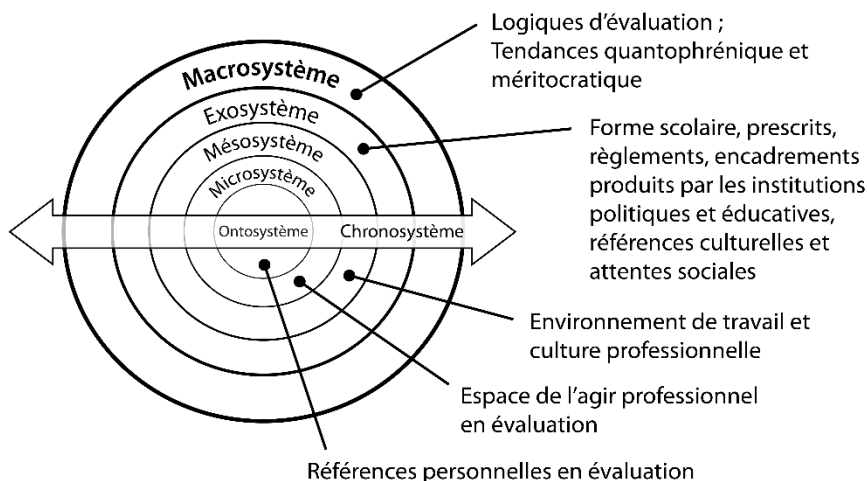 Logiques d'évaluation ;
Tendances quantophrénique et
méritocratique
Macrosystème
Exosystème
Mésosystème
Microsystème
Ontosystème
Chronosystème
Forme scolaire, prescrits,
règlements, encadrements
produits par les institutions
politiques et éducatives,
références culturelles et
attentes sociales
Environnement de travail et
culture professionnelle
Espace de l'agir professionnel
en évaluation
Références personnelles en évaluation